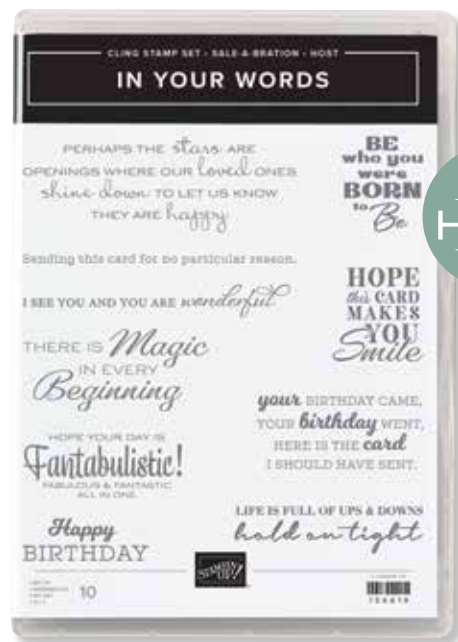 CLING STAMP SET • SALE-A-BRATION • HOST
IN YOUR WORDS
PERHAPS THE stars ARE
OPENINGS WHERE OUR loved ONES
shine down TO LET US KNOW
THEY ARE happy.
BE
who you
were
BORN
to Be
Sending this card for no particular reason.
I SEE YOU AND YOU ARE wonderful
HOPE
this CARD
MAKES
YOU
Smile
THERE IS Magic
IN EVERY
Beginning
your BIRTHDAY CAME,
YOUR birthday WENT,
HERE IS THE card
I SHOULD HAVE SENT.
HOPE YOUR DAY IS
Fantabulistic!
FABULOUS & FANTASTIC
ALL IN ONE.
LIFE IS FULL OF UPS & DOWNS
hold on tight
Happy
BIRTHDAY
STAMPIN' UP!
10
H